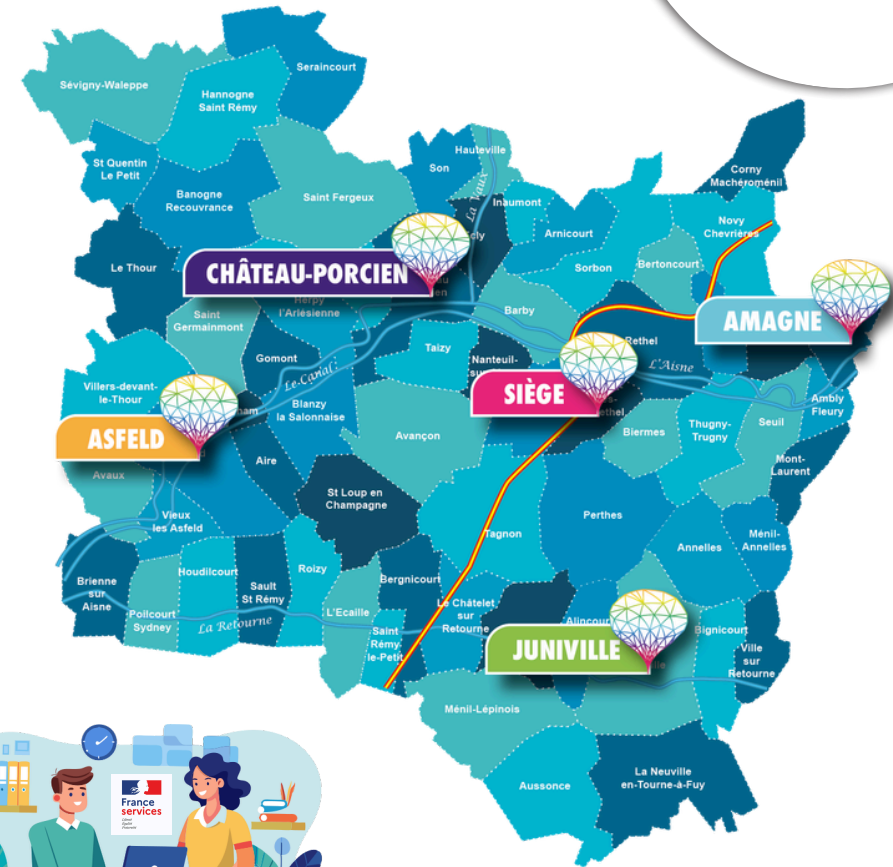 Seraincourt
Sévigny-Waleppe
Hannogne
Saint Rémy
Hauteville
St Quentin
Le Petit
Son
Corny
Machéroménil
Banogne
Recouvrance
Saint Fergeux
La Vaux
Inaumont
Novy
Chevrières
Arnicourt
Le Thour
Sorbon
Bertoncourt
CHÂTEAU-PORCIEN
Herpy
l'Arlésienne
Saint
Germainmont
Barby
AMAGNE
Rethel
Taizy
Gomont
Nanteuil-
L'Aisne
Le Canal
Villers-devant-
le-Thour
SIÈGE
Blanzy
la Salonnaise
Ambly
Fleury
ASFELD
Avançon
Biermes
Thugny-
Trugny
Seuil
Aire
Mont-
Laurent
Avaux
St Loup en
Champagne
Vieux
les Asfeld
Perthes
Tagnon
Ménil-
Annelles
Annelles
Roizy
Houdilcourt
Bergnicourt
Brienne
sur
Aisne
Sault
St Rémy
Le Châtelet
sur
Retourne
Poilcourt
Sydney
L'Ecaille
La Retourne
Alincour
Saint
Rémy
le-Petit
Bignicourt
JUNIVILLE
Ville
sur
Retourne
Ménil-Lépinois
La Neuville
en-Tourne-à-Fuy
Aussonce
France
services